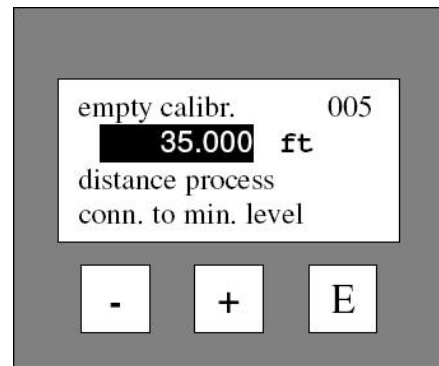 empty calibr. 005
35.000 ft
distance process
conn. to min. level
- + E